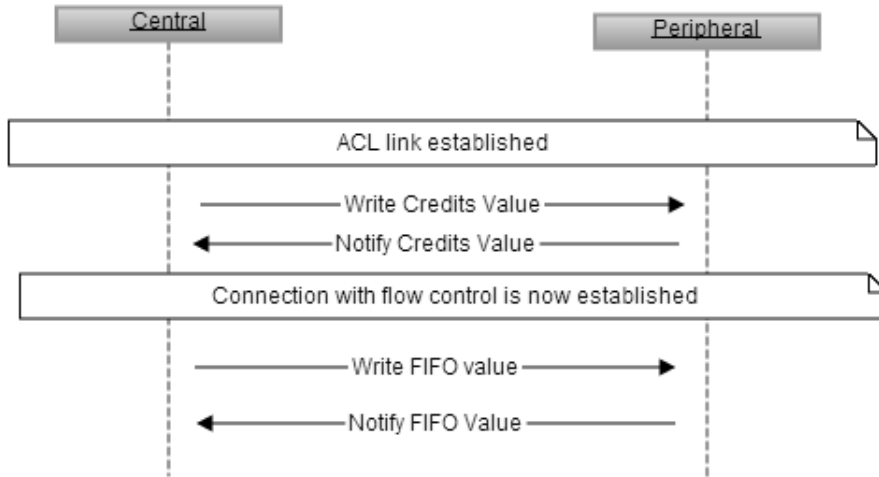 Central
Peripheral
ACL link established
Write Credits Value
Notify Credits Value
Connection with flow control is now established
Write FIFO value
Notify FIFO Value